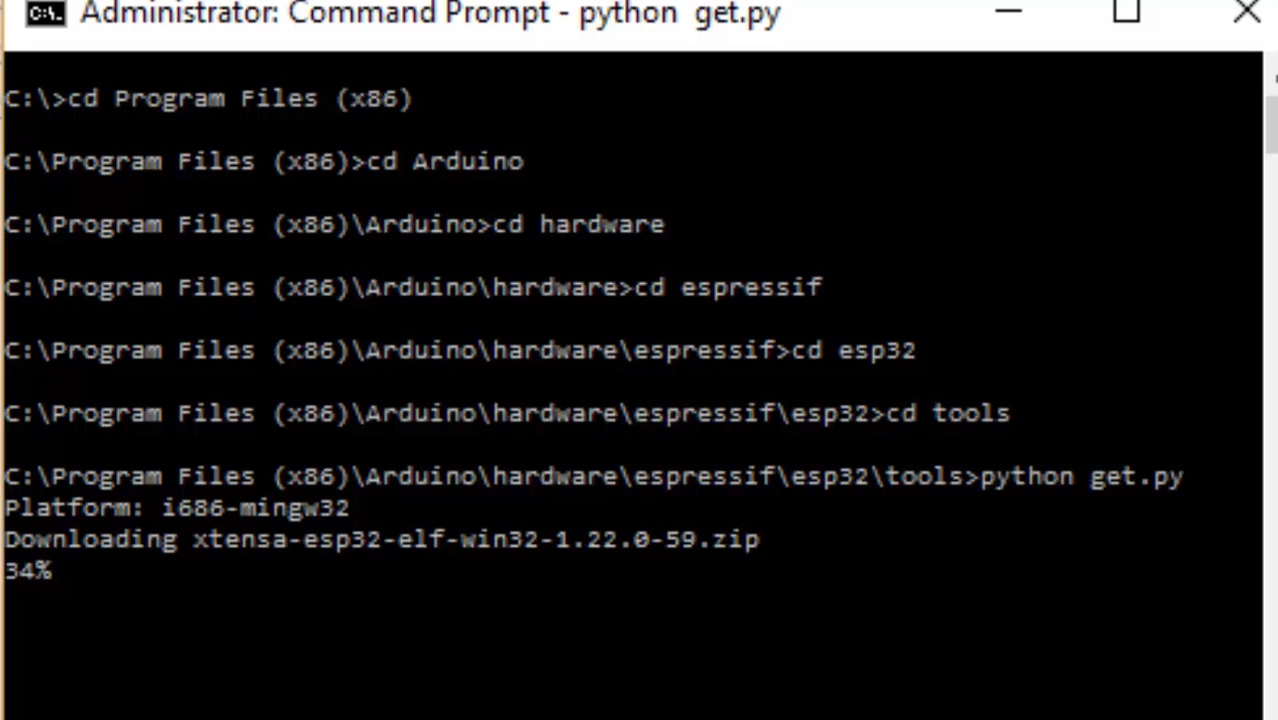 Administrator: Command Prompt - python  get.py
C:\>cd Program Files (x86)
C:\Program Files (x86)>cd Arduino
C:\Program Files (x86)\Arduino>cd hardware
C:\Program Files (x86)\Arduino\hardware>cd espressif
C:\Program Files (x86)\Arduino\hardware\espressif>cd esp32
C:\Program Files (x86)\Arduino\hardware\espressif\esp32>cd tools
C:\Program Files (x86)\Arduino\hardware\espressif\esp32\tools>python get.py
Platform: i686-mingw32
Downloading xtensa-esp32-elf-win32-1.22.0-59.zip
34%